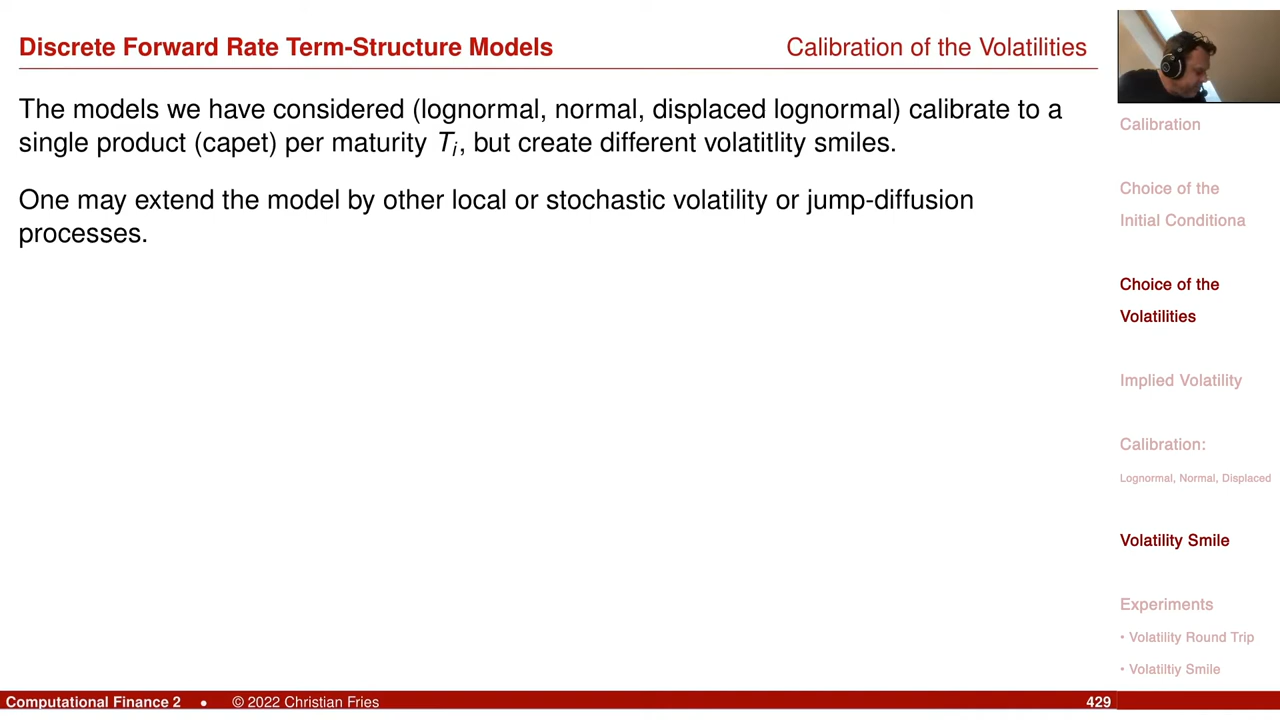 Discrete Forward Rate Term-Structure Models
Calibration of the Volatilities
The models we have considered (lognormal, normal, displaced lognormal) calibrate to a
single product (capet) per maturity Ti, but create different volatitlity smiles.
One may extend the model by other local or stochastic volatility or jump-diffusion
processes.
Calibration
Choice of the
Initial Conditiona
Choice of the
Volatilities
Implied Volatility
Calibration:
Lognormal, Normal, Displaced
Volatility Smile
Experiments
• Volatility Round Trip
• Volatiltiy Smile
Computational Finance 2 • © 2022 Christian Fries 429